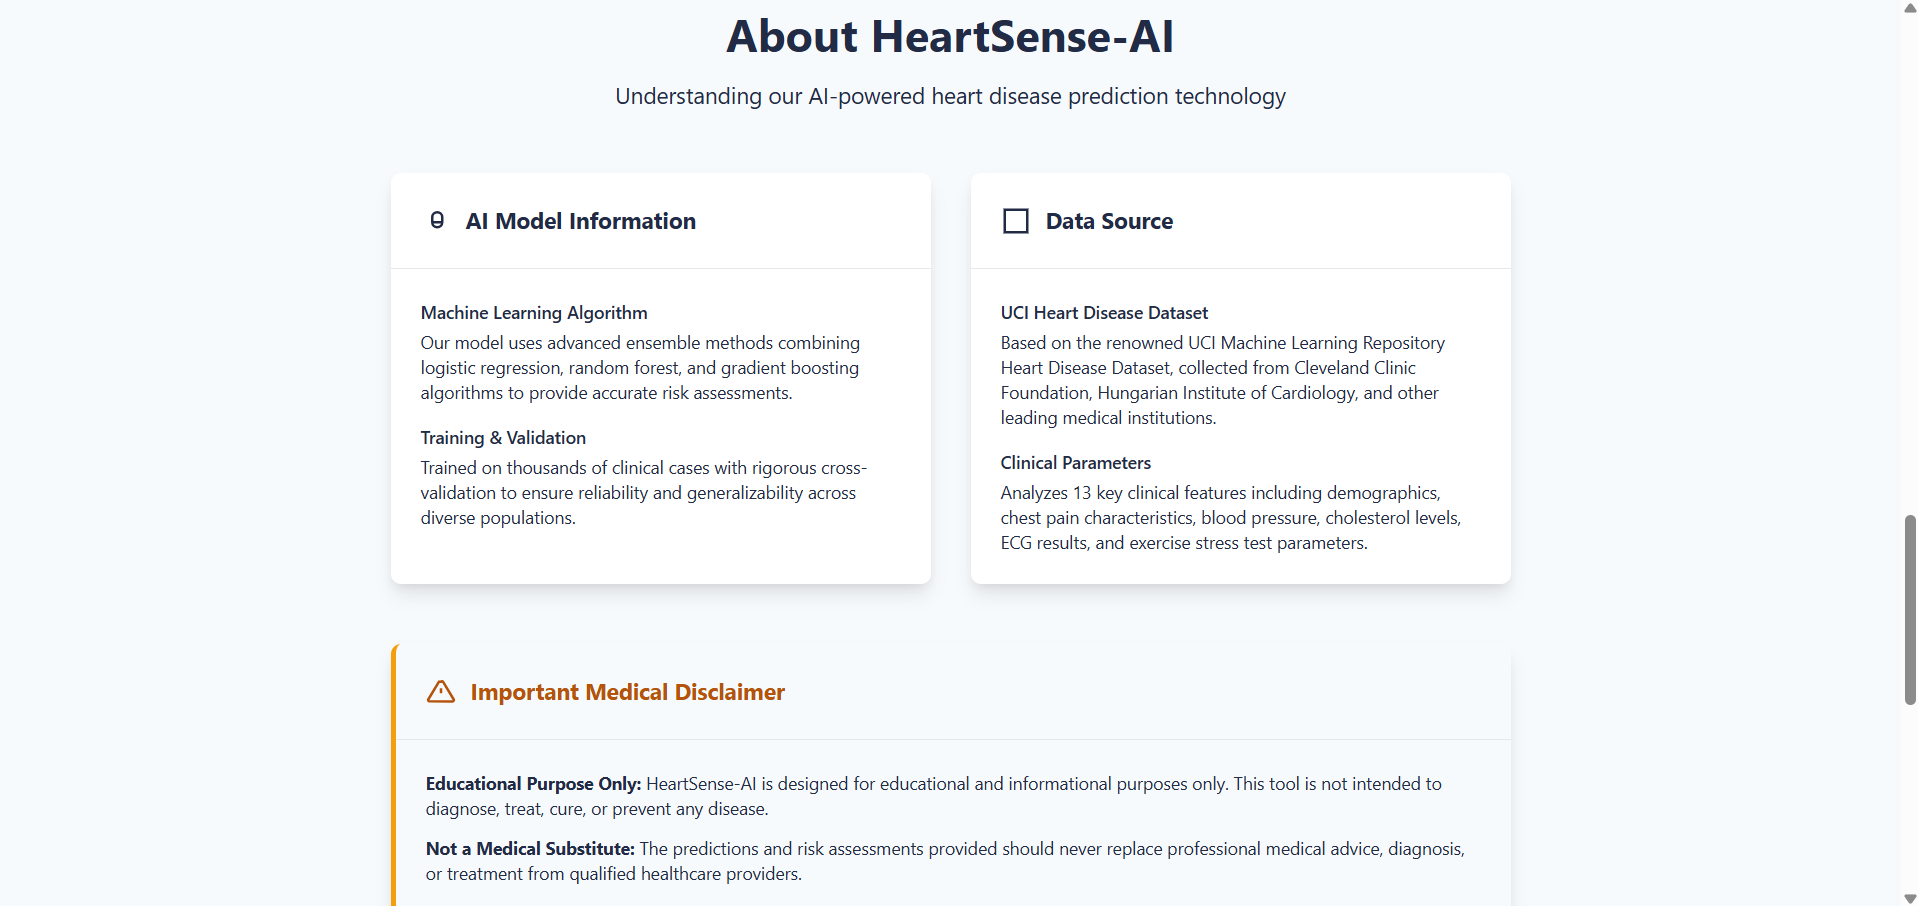 About HeartSense-AI
Understanding our AI-powered heart disease prediction technology
AI Model Information
Machine Learning Algorithm
Our model uses advanced ensemble methods combining
logistic regression, random forest, and gradient boosting
algorithms to provide accurate risk assessments.
Training & Validation
Trained on thousands of clinical cases with rigorous cross-
validation to ensure reliability and generalizability across
diverse populations.
Data Source
UCI Heart Disease Dataset
Based on the renowned UCI Machine Learning Repository
Heart Disease Dataset, collected from Cleveland Clinic
Foundation, Hungarian Institute of Cardiology, and other
leading medical institutions.
Clinical Parameters
Analyzes 13 key clinical features including demographics,
chest pain characteristics, blood pressure, cholesterol levels,
ECG results, and exercise stress test parameters.
Important Medical Disclaimer
Educational Purpose Only: HeartSense-AI is designed for educational and informational purposes only. This tool is not intended to
diagnose, treat, cure, or prevent any disease.
Not a Medical Substitute: The predictions and risk assessments provided should never replace professional medical advice, diagnosis,
or treatment from qualified healthcare providers.